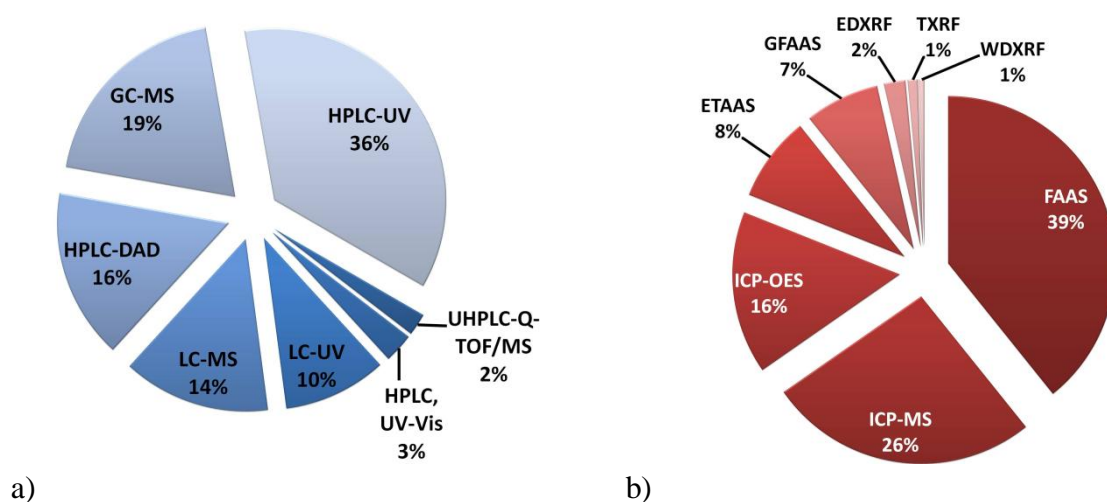 GC-MS
19%
HPLC-UV
36%
HPLC-DAD
16%
LC-MS
14%
LC-UV
10%
HPLC,
UV-Vis
3%
UHPLC-Q-
TOF/MS
2%
a)
EDXRF
2%
TXRF
1%
WDXRF
1%
GFAAS
7%
ETAAS
8%
FAAS
39%
ICP-OES
16%
ICP-MS
26%
b)